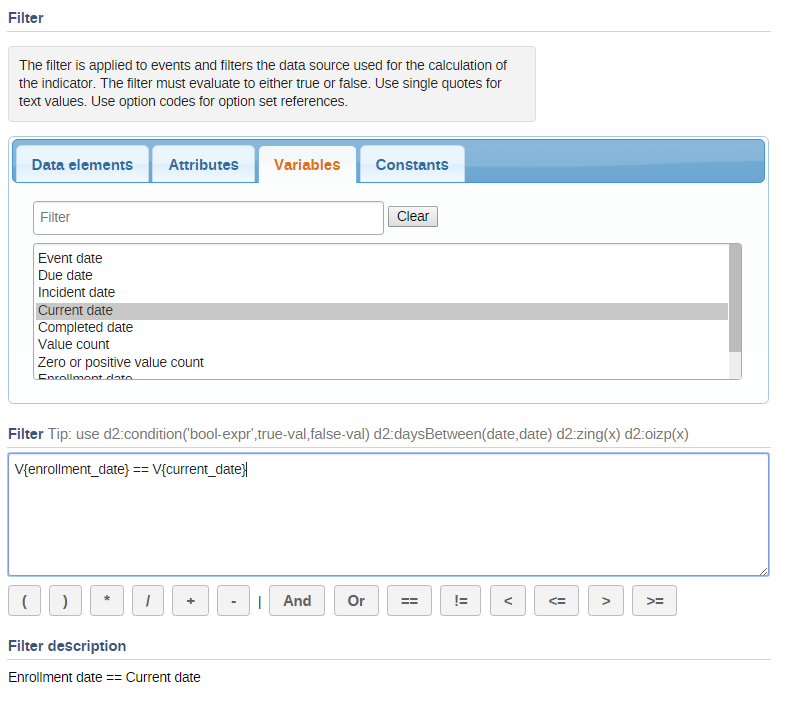 Filter
The filter is applied to events and filters the data source used for the calculation of
the indicator. The filter must evaluate to either true or false. Use single quotes for
text values. Use option codes for option set references.
Data elements Attributes Variables Constants
Filter Clear
Event date
Due date
Incident date
Current date
Completed date
Value count
Zero or positive value count
Enrollment date
Filter Tip: use d2:condition('bool-expr',true-val,false-val) d2:daysBetween(date,date) d2:zing(x) d2:oizp(x)
V{enrollment_date} == V{current_date}
( ) * / + - | And Or == != < <= > >=
Filter description
Enrollment date == Current date